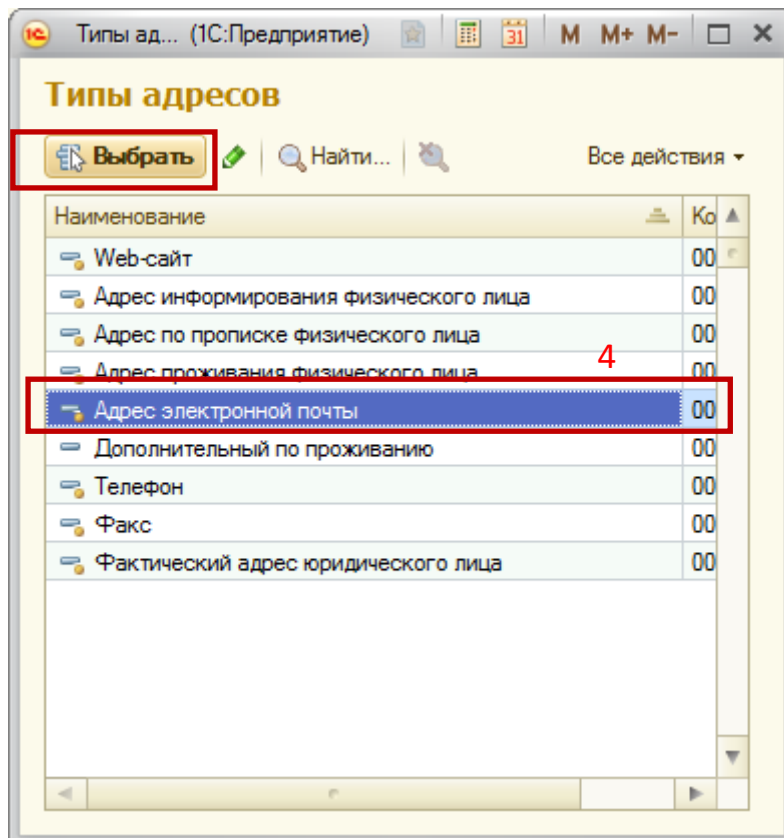 1С Типы ад... (1С:Предприятие) 31 M M+ M-
Типы адресов
Выбрать Найти... Все действия
Наименование Ко
Web-сайт 00
Адрес информирования физического лица 00
Адрес по прописке физического лица 00
4
Адрес проживания физического лица 00
Адрес электронной почты 00
Дополнительный по проживанию 00
Телефон 00
Факс 00
Фактический адрес юридического лица 00